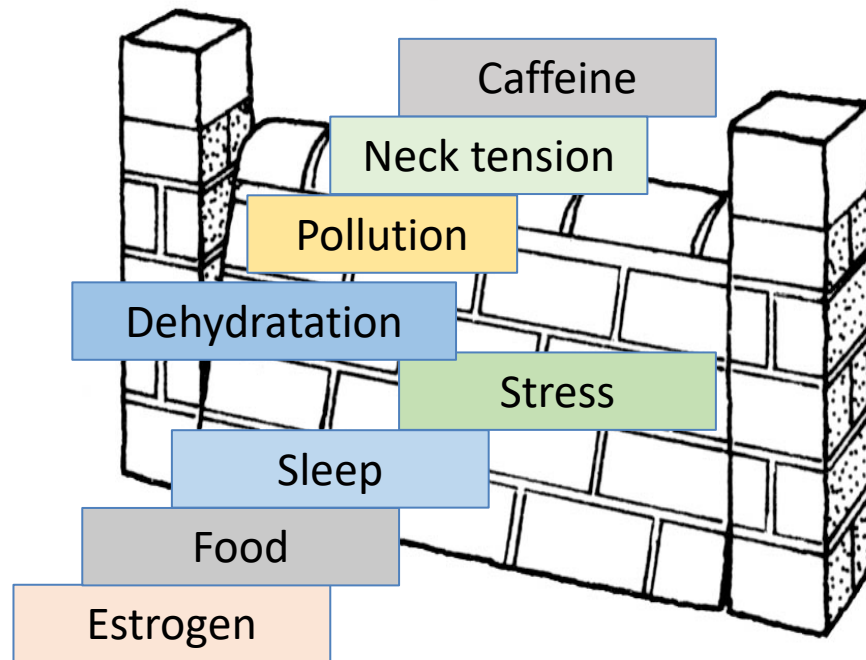 Caffeine
Neck tension
Pollution
Dehydratation
Stress
Sleep
Food
Estrogen